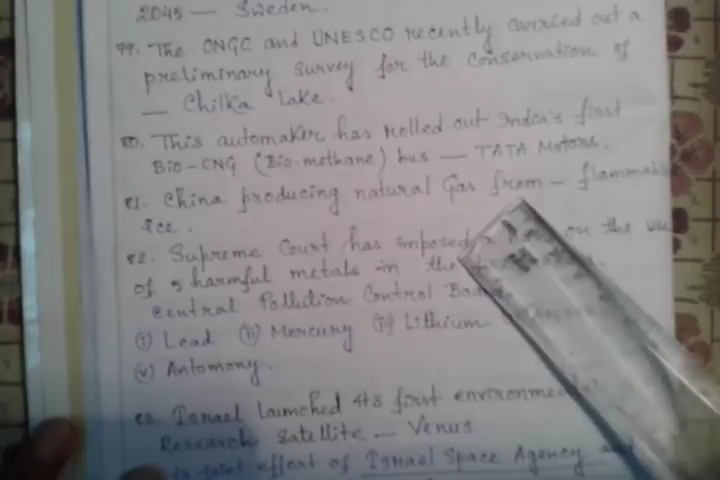 2045 — Sweden.
79. The ONGC and UNESCO recently carried out a
preliminary survey for the conservation of
— Chilka Lake.
80. This automaker has rolled out India's first
Bio-CNG (Bio-methane) bus — TATA Motors.
81. China producing natural Gas from — flammable
Ice.
82. Supreme Court has imposed on the
of 5 harmful metals in the
Central Pollution Control
(i) Lead (ii) Mercury (iii) Lithium
(v) Antomony.
83. Israel launched its first
Research Satellite — Venus
joint effort of Israel Space Agency and